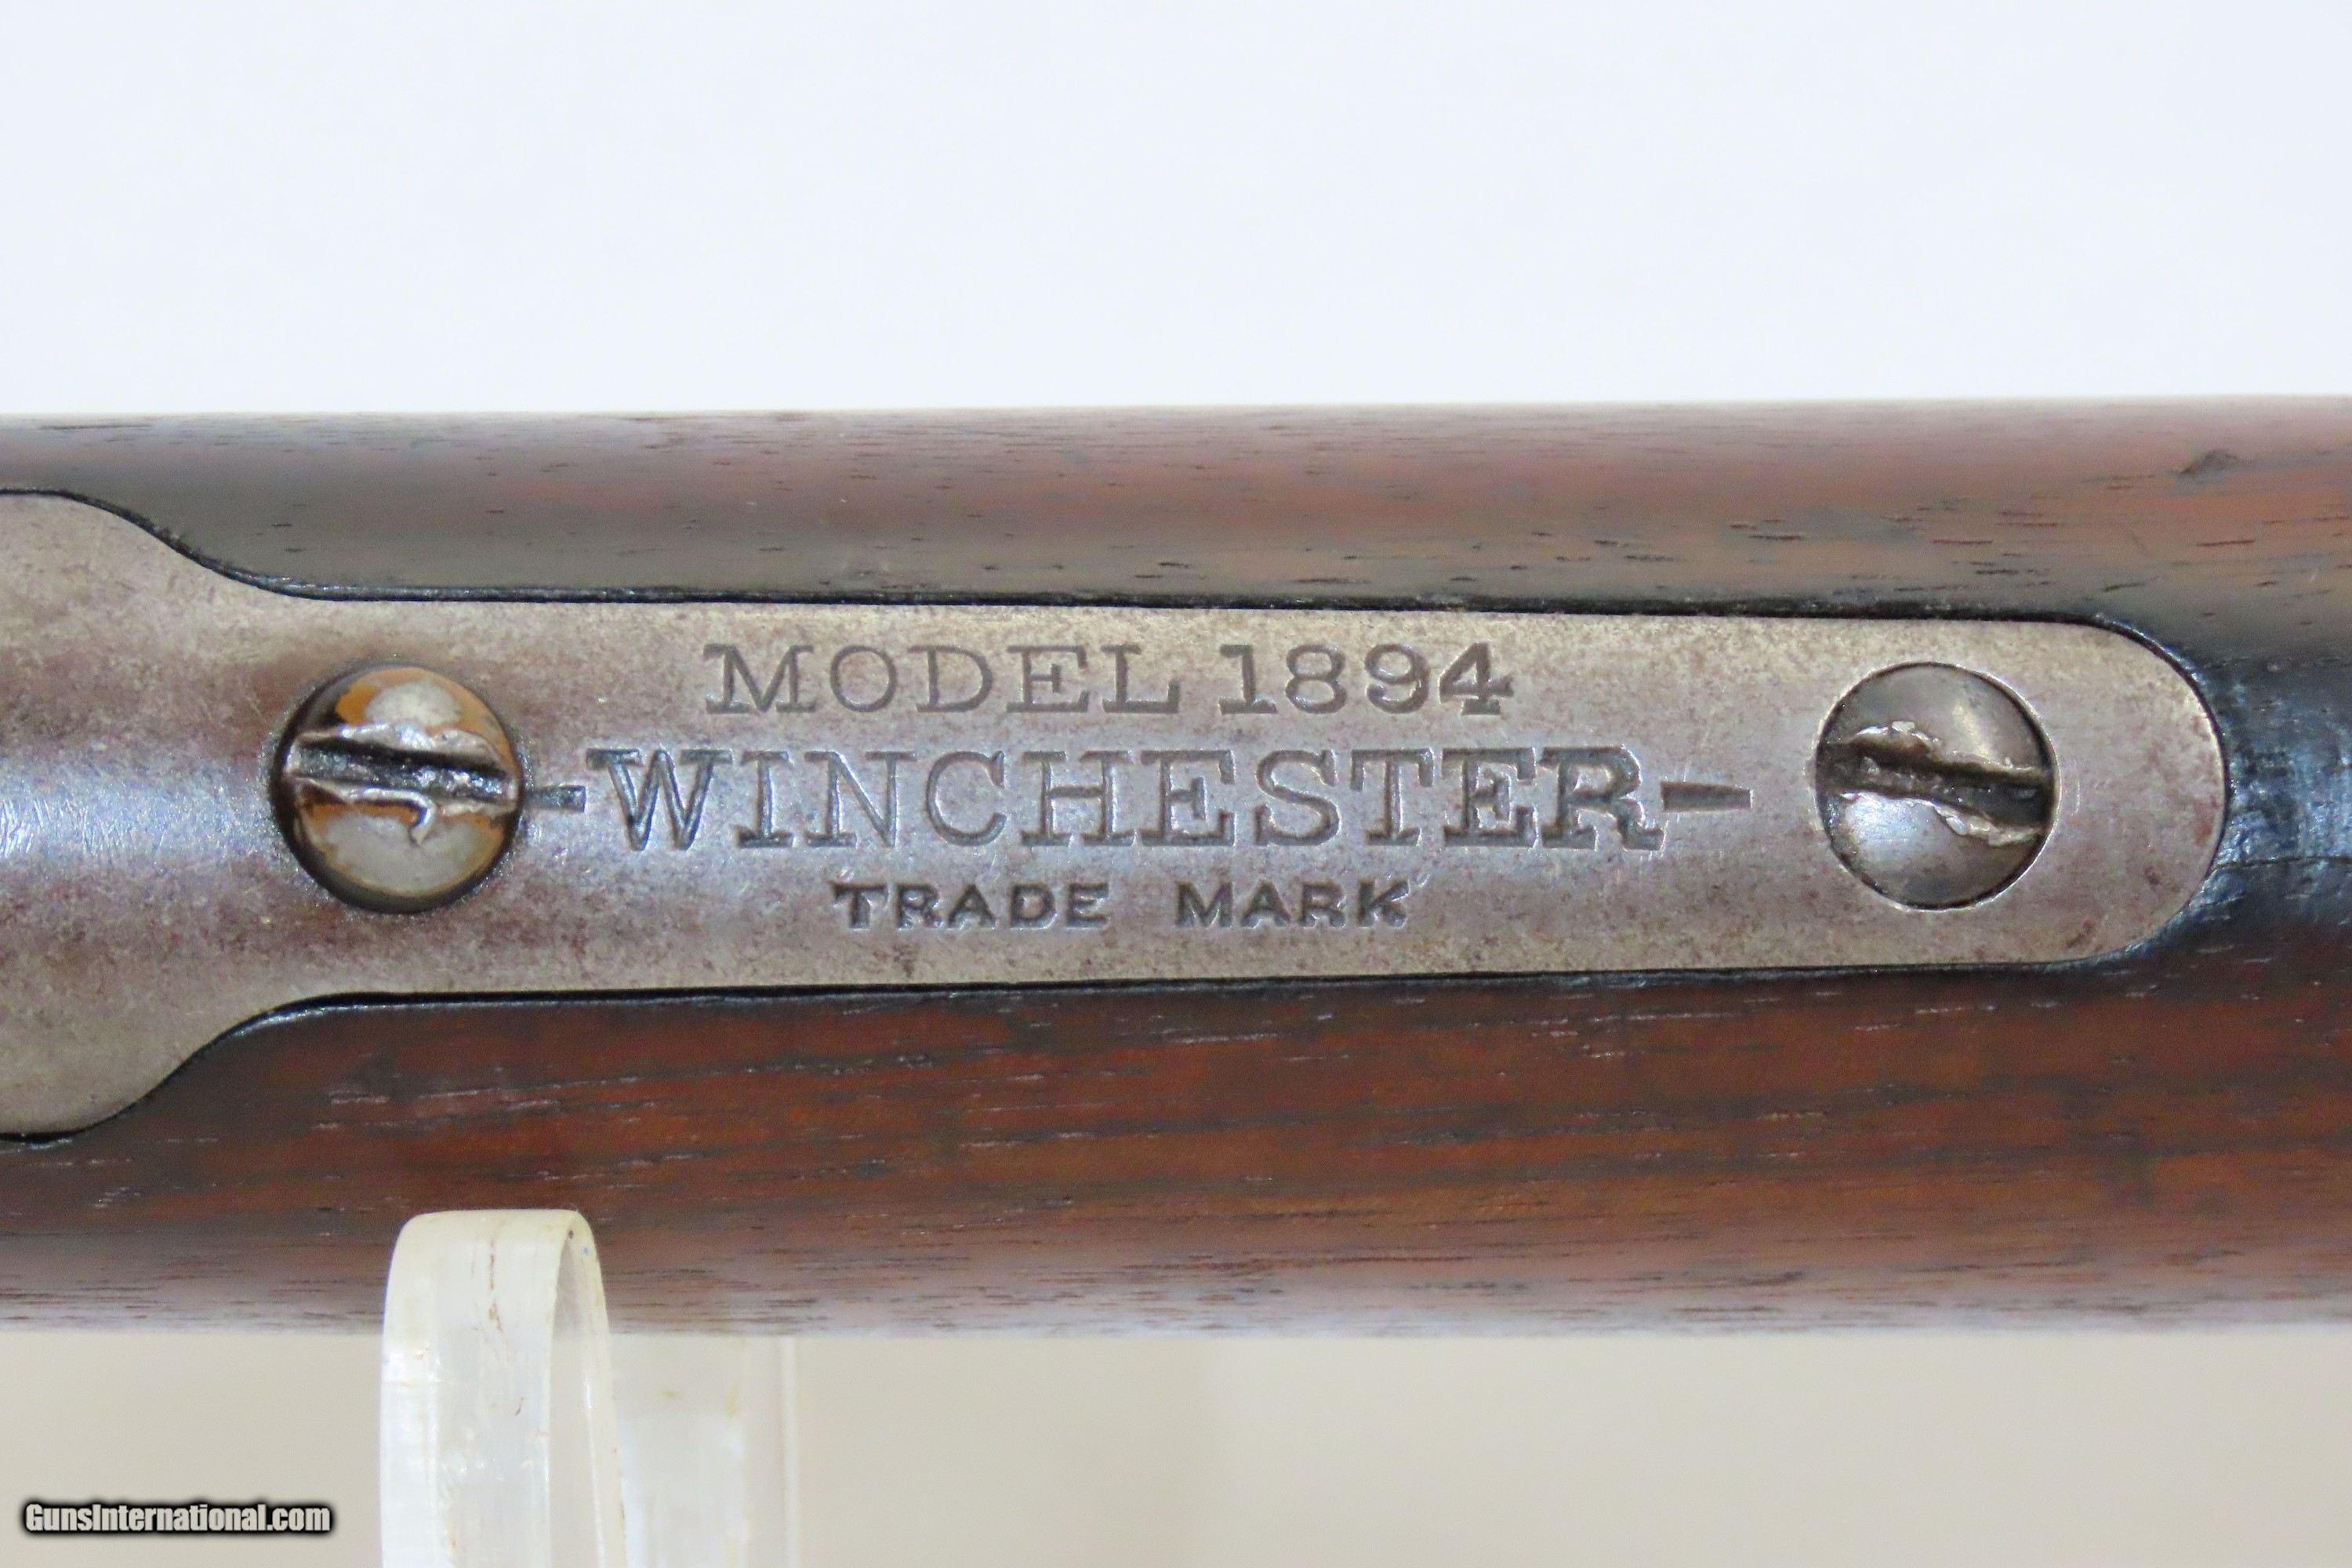 MODEL 1894
-WINCHESTER-
TRADE MARK
GunsInternational.com